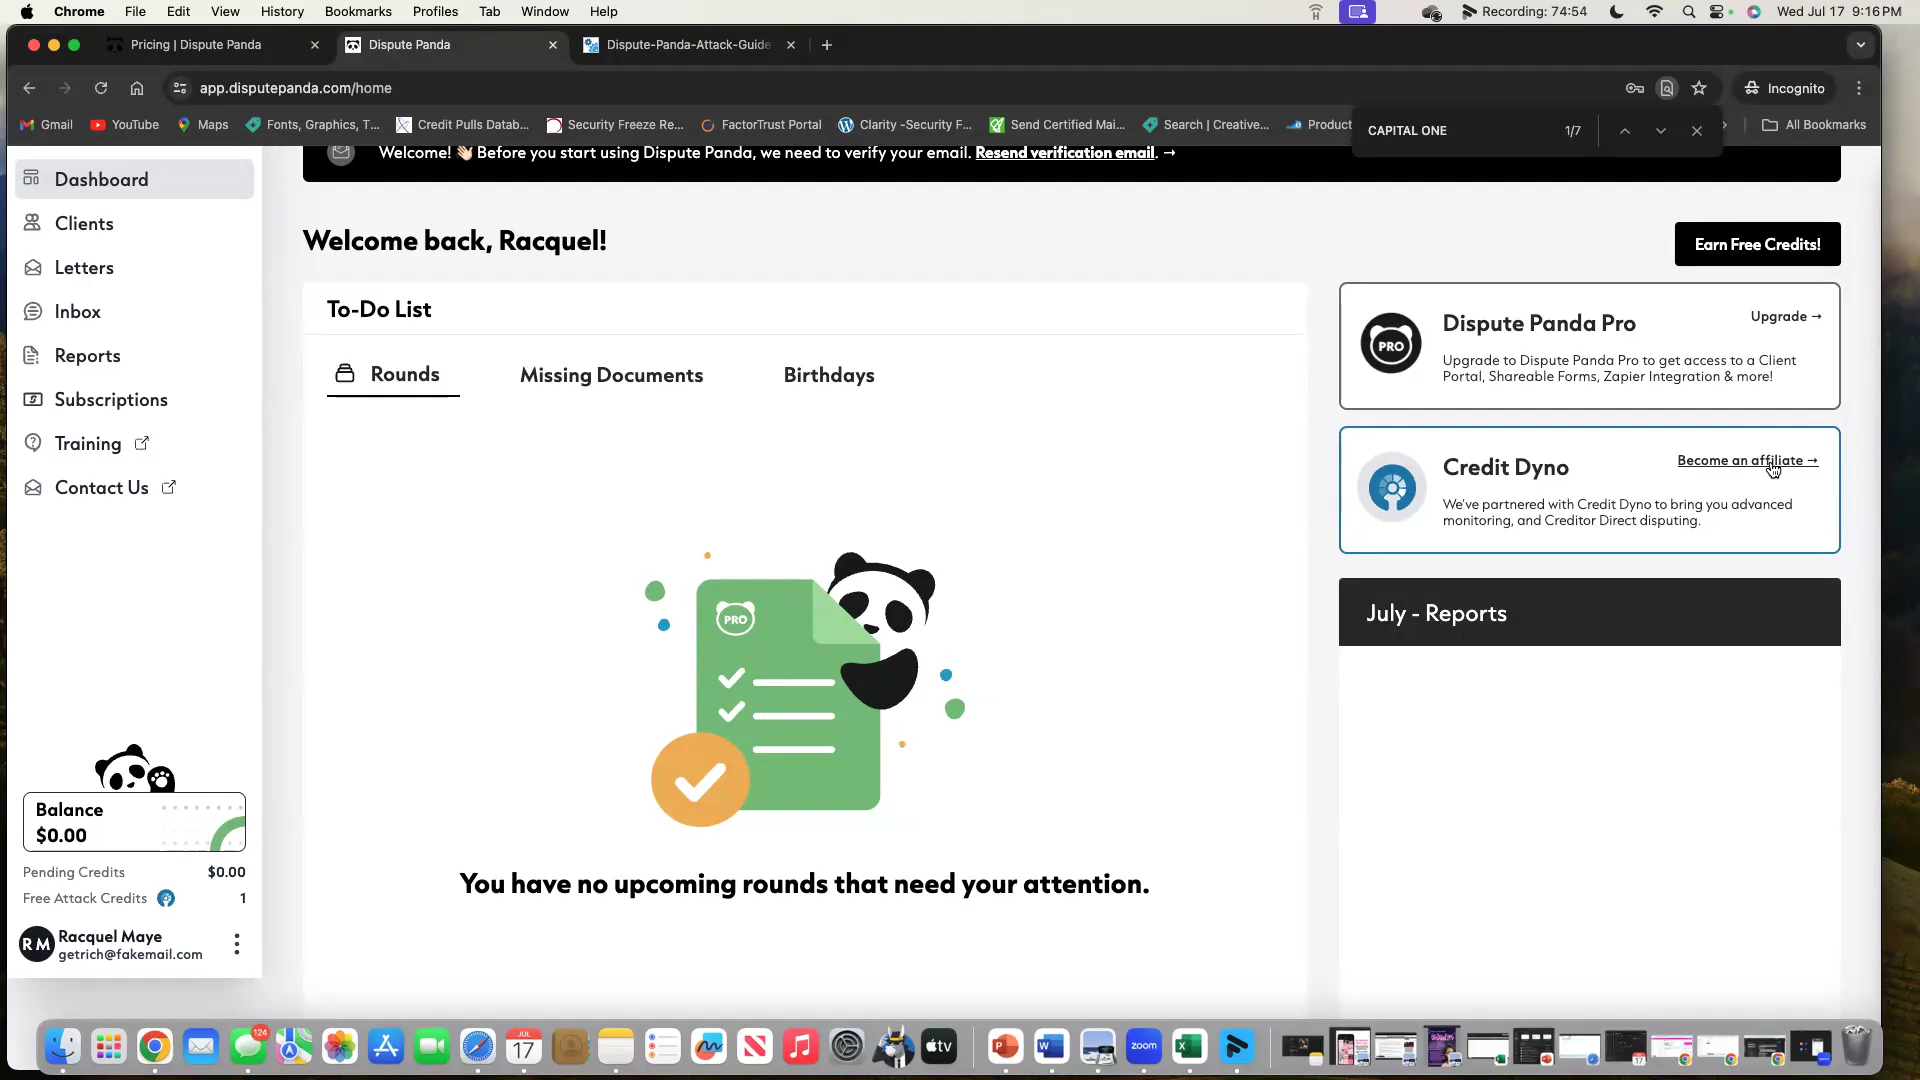 Chrome File Edit View History Bookmarks Profiles Tab Window Help
Recording: 74:54 Wed Jul 17 9:16 PM
Pricing | Dispute Panda
Dispute Panda
Dispute-Panda-Attack-Guide
app.disputepanda.com/home
Incognito
Gmail YouTube Maps Fonts, Graphics, T... Credit Pulls Datab... Security Freeze Re... FactorTrust Portal Clarity -Security F... Send Certified Mai... Search | Creative... Product All Bookmarks
CAPITAL ONE 1/7
Welcome! 👋🏻 Before you start using Dispute Panda, we need to verify your email. Resend verification email. →
Dashboard
Clients
Letters
Inbox
Reports
Subscriptions
Training
Contact Us
Balance
$0.00
Pending Credits $0.00
Free Attack Credits 1
RM
Racquel Maye
getrich@fakemail.com
Welcome back, Racquel!
Earn Free Credits!
To-Do List
Rounds Missing Documents Birthdays
PRO
You have no upcoming rounds that need your attention.
PRO
Dispute Panda Pro
Upgrade →
Upgrade to Dispute Panda Pro to get access to a Client
Portal, Shareable Forms, Zapier Integration & more!
Credit Dyno
Become an affiliate →
We've partnered with Credit Dyno to bring you advanced
monitoring, and Creditor Direct disputing.
July - Reports
124
JUL
17
tv
zoom